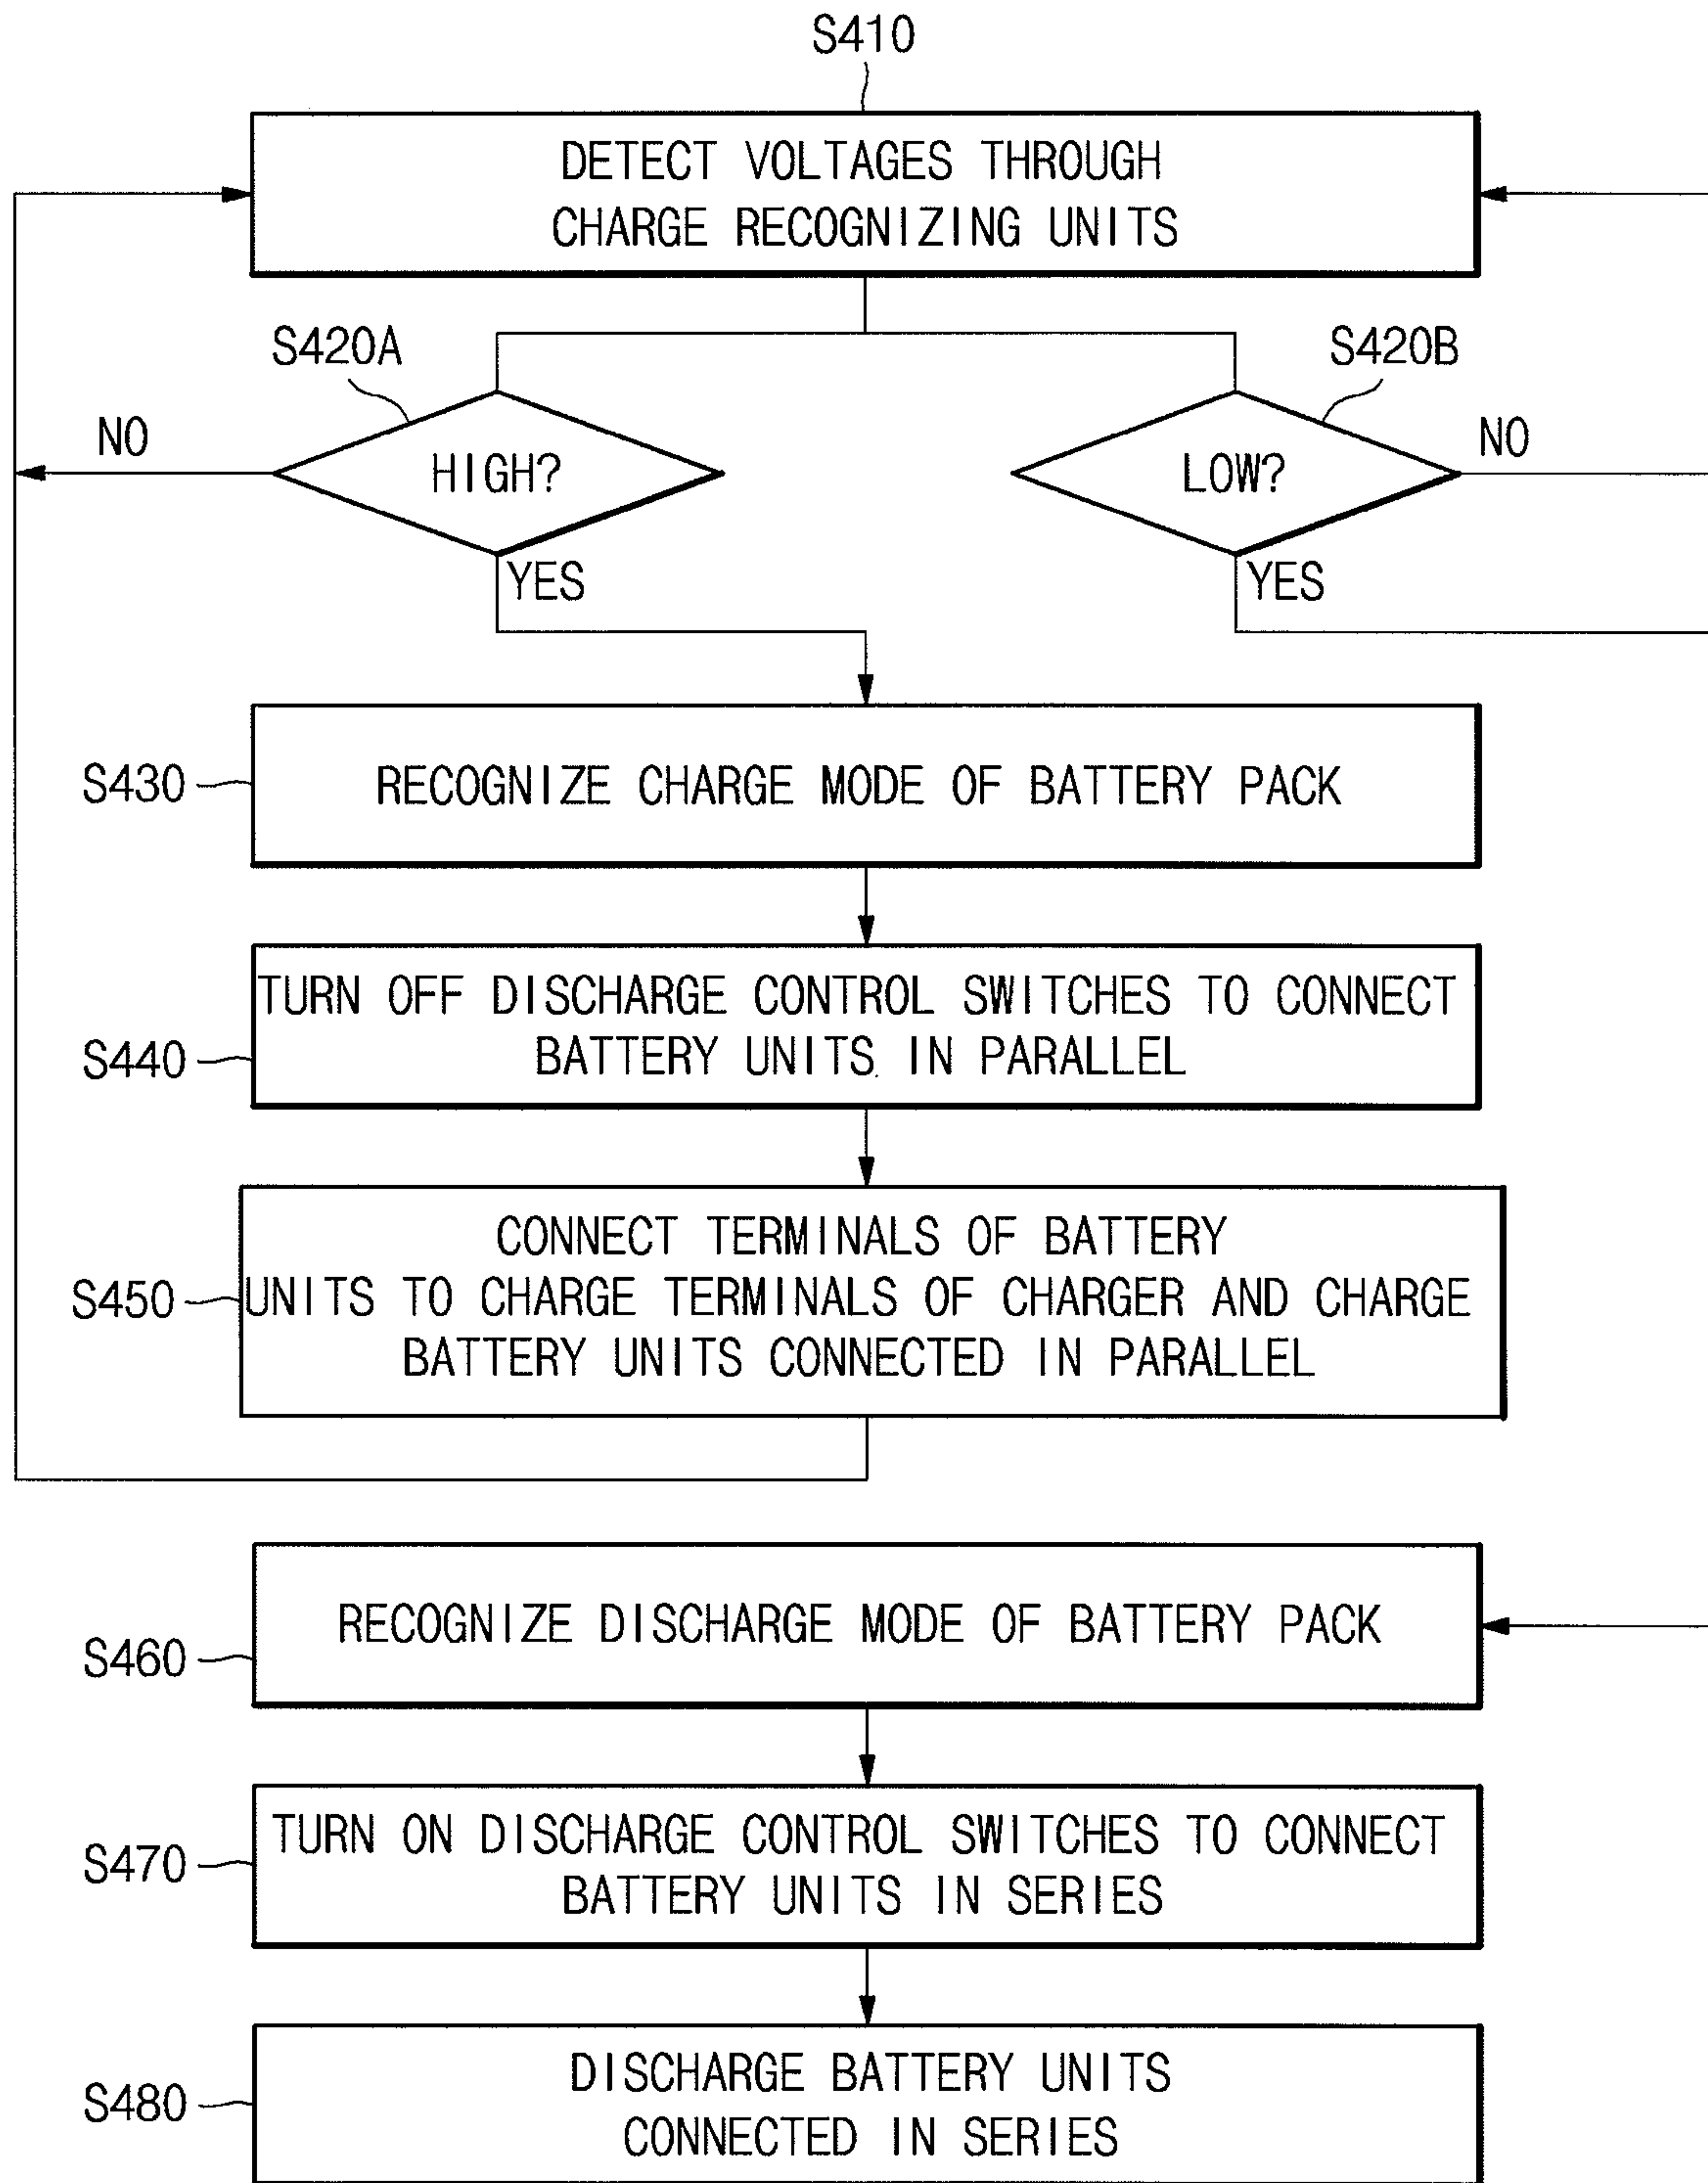 S410
DETECT VOLTAGES THROUGH
CHARGE RECOGNIZING UNITS
S420A
S420B
NO
HIGH?
LOW?
NO
YES
YES
S430
RECOGNIZE CHARGE MODE OF BATTERY PACK
TURN OFF DISCHARGE CONTROL SWITCHES TO CONNECT
S440
BATTERY UNITS IN PARALLEL
CONNECT TERMINALS OF BATTERY
S450
UNITS TO CHARGE TERMINALS OF CHARGER AND CHARGE
BATTERY UNITS CONNECTED IN PARALLEL
RECOGNIZE DISCHARGE MODE OF BATTERY PACK
S460
TURN ON DISCHARGE CONTROL SWITCHES TO CONNECT
S470
BATTERY UNITS IN SERIES
DISCHARGE BATTERY UNITS
S480
CONNECTED IN SERIES